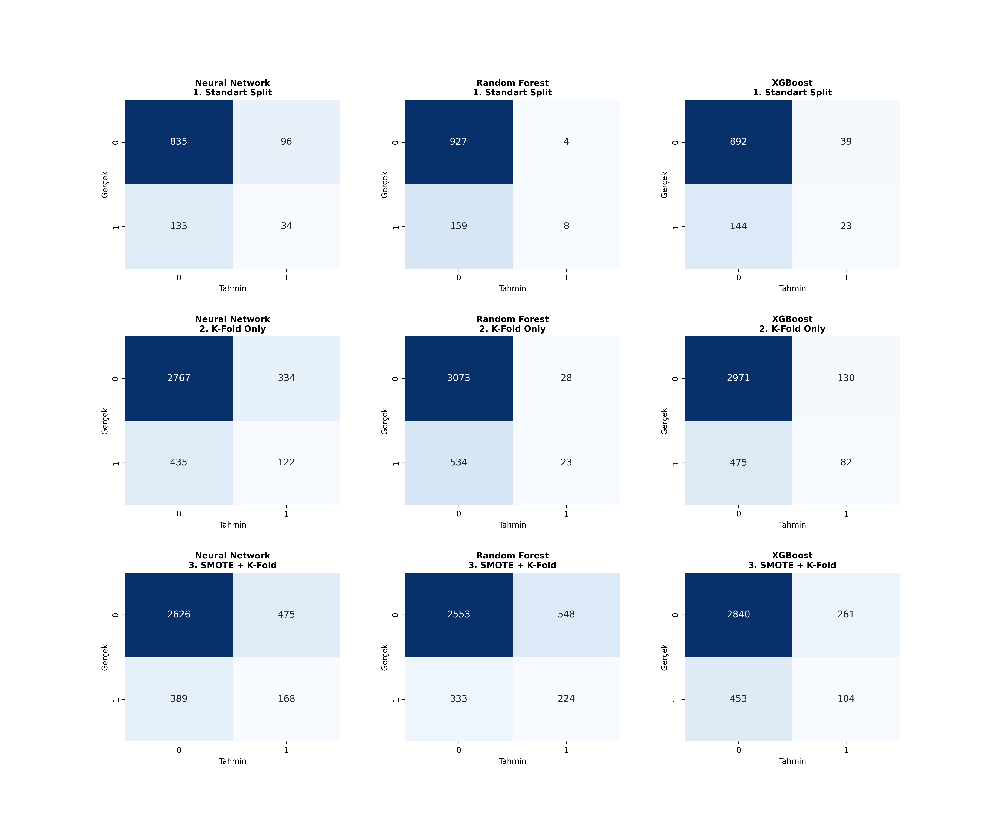 Neural Network
1. Standart Split
Gerçek
0
835
96
1
133
34
0
1
Tahmin
Random Forest
1. Standart Split
Gerçek
0
927
4
1
159
8
0
1
Tahmin
XGBoost
1. Standart Split
Gerçek
0
892
39
1
144
23
0
1
Tahmin
Neural Network
2. K-Fold Only
Gerçek
0
2767
334
1
435
122
0
1
Tahmin
Random Forest
2. K-Fold Only
Gerçek
0
3073
28
1
534
23
0
1
Tahmin
XGBoost
2. K-Fold Only
Gerçek
0
2971
130
1
475
82
0
1
Tahmin
Neural Network
3. SMOTE + K-Fold
Gerçek
0
2626
475
1
389
168
0
1
Tahmin
Random Forest
3. SMOTE + K-Fold
Gerçek
0
2553
548
1
333
224
0
1
Tahmin
XGBoost
3. SMOTE + K-Fold
Gerçek
0
2840
261
1
453
104
0
1
Tahmin